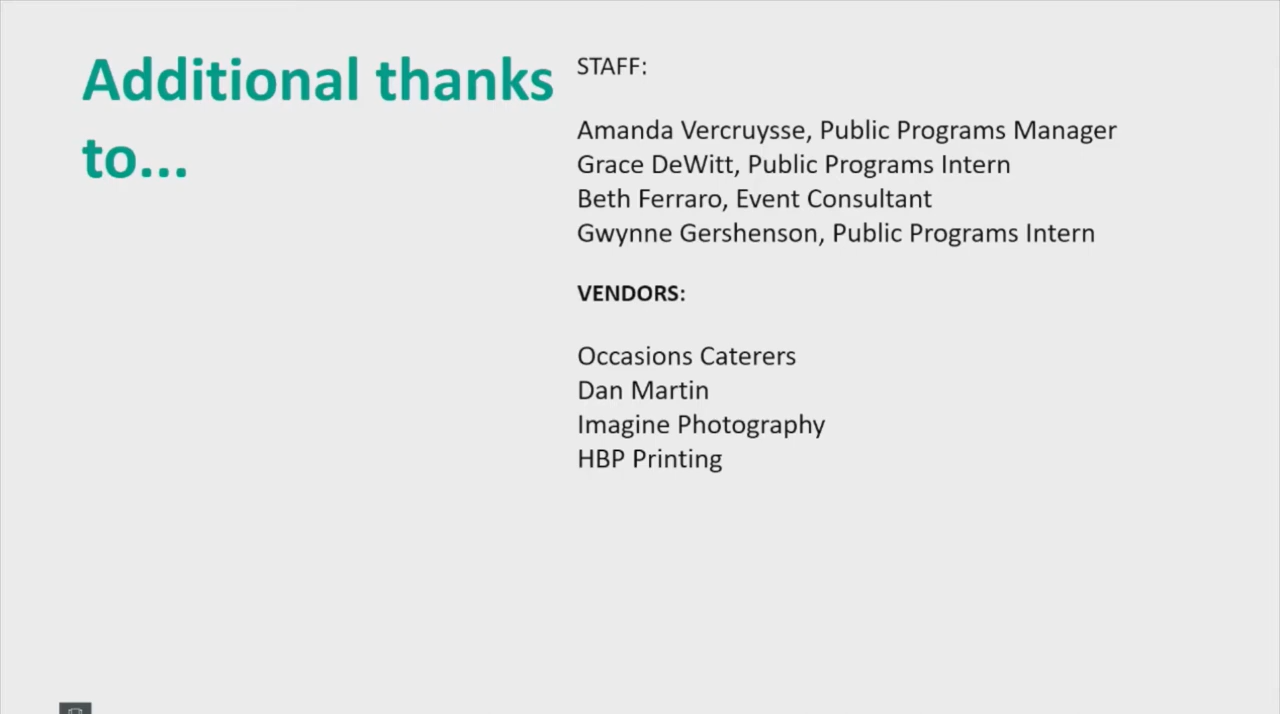 Additional thanks
to...
STAFF:
Amanda Vercruysse, Public Programs Manager
Grace DeWitt, Public Programs Intern
Beth Ferraro, Event Consultant
Gwynne Gershenson, Public Programs Intern
VENDORS:
Occasions Caterers
Dan Martin
Imagine Photography
HBP Printing